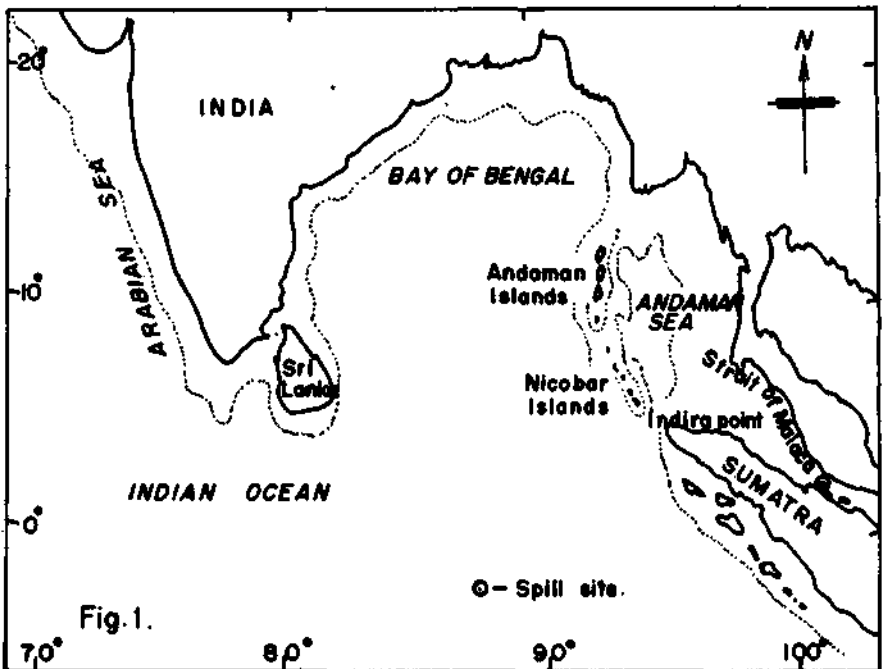 20°
N
INDIA
BAY OF BENGAL
ARABIAN SEA
10°
Andaman
Islands
ANDAMAN
SEA
Sri
Lanka
Nicobar
Islands
Strait of Malaca
Indira point
SUMATRA
INDIAN OCEAN
0°
⊙– Spill site.
Fig.1.
70°
80°
90°
100°